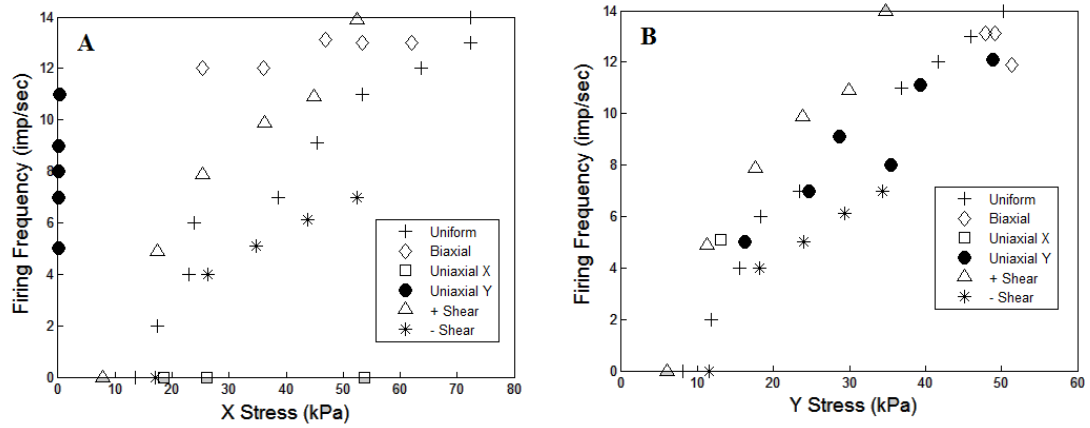 A
Firing Frequency (imp/sec)
14
12
10
8
6
4
2
0
0 10 20 30 40 50 60 70 80
X Stress (kPa)
Uniform
Biaxial
Uniaxial X
Uniaxial Y
+ Shear
- Shear
B
Firing Frequency (imp/sec)
14
12
10
8
6
4
2
0
0 10 20 30 40 50 60
Y Stress (kPa)
Uniform
Biaxial
Uniaxial X
Uniaxial Y
+ Shear
- Shear